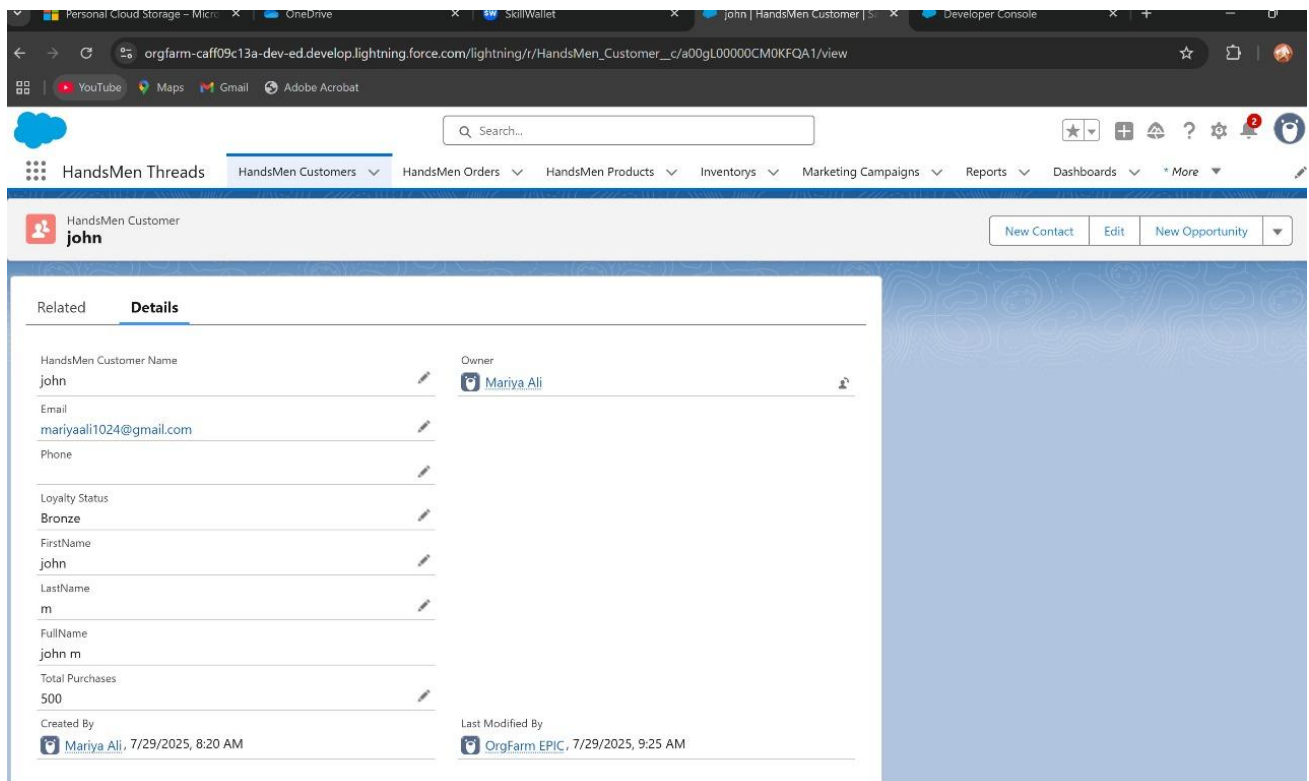 Personal Cloud Storage – Micro OneDrive SW SkillWallet john | HandsMen Customer | S Developer Console
orgfarm-caff09c13a-dev-ed.develop.lightning.force.com/lightning/r/HandsMen_Customer__c/a00gL00000CM0KFQA1/view
YouTube Maps Gmail Adobe Acrobat
Search...
2
HandsMen Threads HandsMen Customers HandsMen Orders HandsMen Products Inventorys Marketing Campaigns Reports Dashboards * More
HandsMen Customer
john
New Contact Edit New Opportunity
Related Details
HandsMen Customer Name
john
Owner
Mariya Ali
Email
mariyaali1024@gmail.com
Phone
Loyalty Status
Bronze
FirstName
john
LastName
m
FullName
john m
Total Purchases
500
Created By
Mariya Ali, 7/29/2025, 8:20 AM
Last Modified By
OrgFarm EPIC, 7/29/2025, 9:25 AM